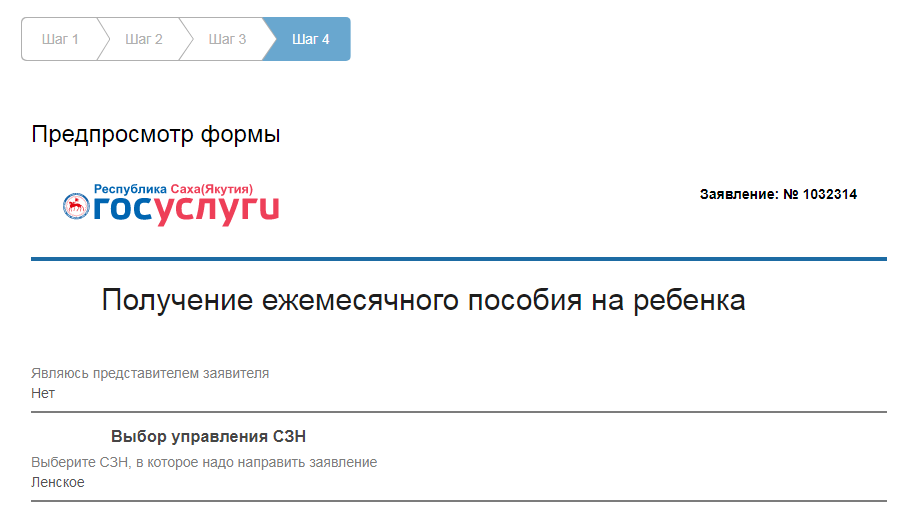 Шаг 1 Шаг 2 Шаг 3 Шаг 4
Предпросмотр формы
Республика Саха(Якутия)
госуслуги
Заявление: № 1032314
Получение ежемесячного пособия на ребенка
Являюсь представителем заявителя
Нет
Выбор управления СЗН
Выберите СЗН, в которое надо направить заявление
Ленское